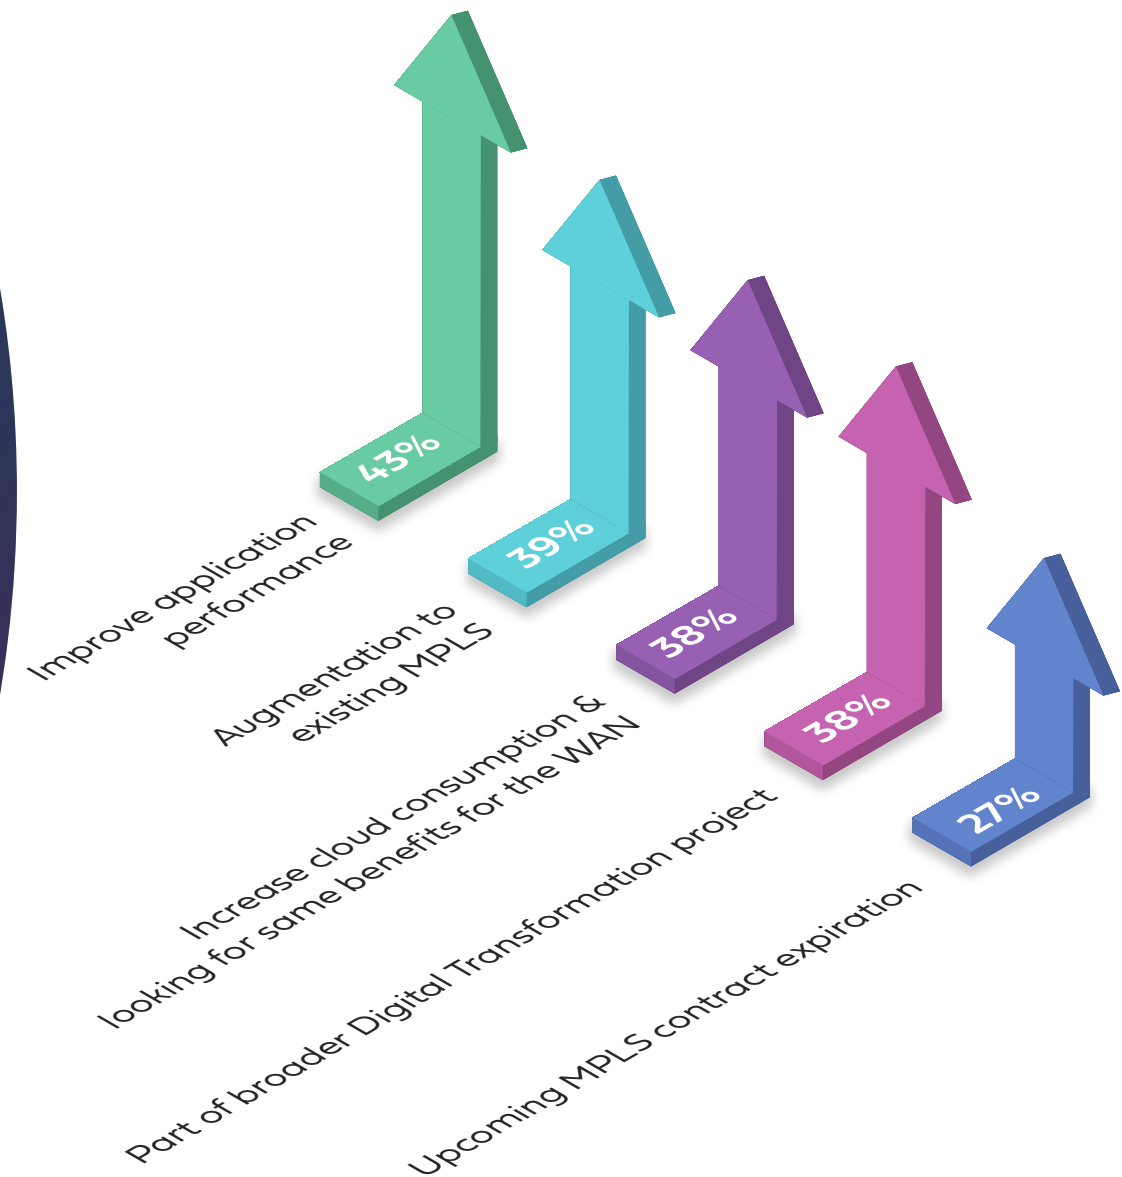 43%
Improve application
performance
39%
Augmentation to
existing MPLS
38%
Increase cloud consumption &
looking for same benefits for the WAN
38%
Part of broader Digital Transformation project
27%
Upcoming MPLS contract expiration